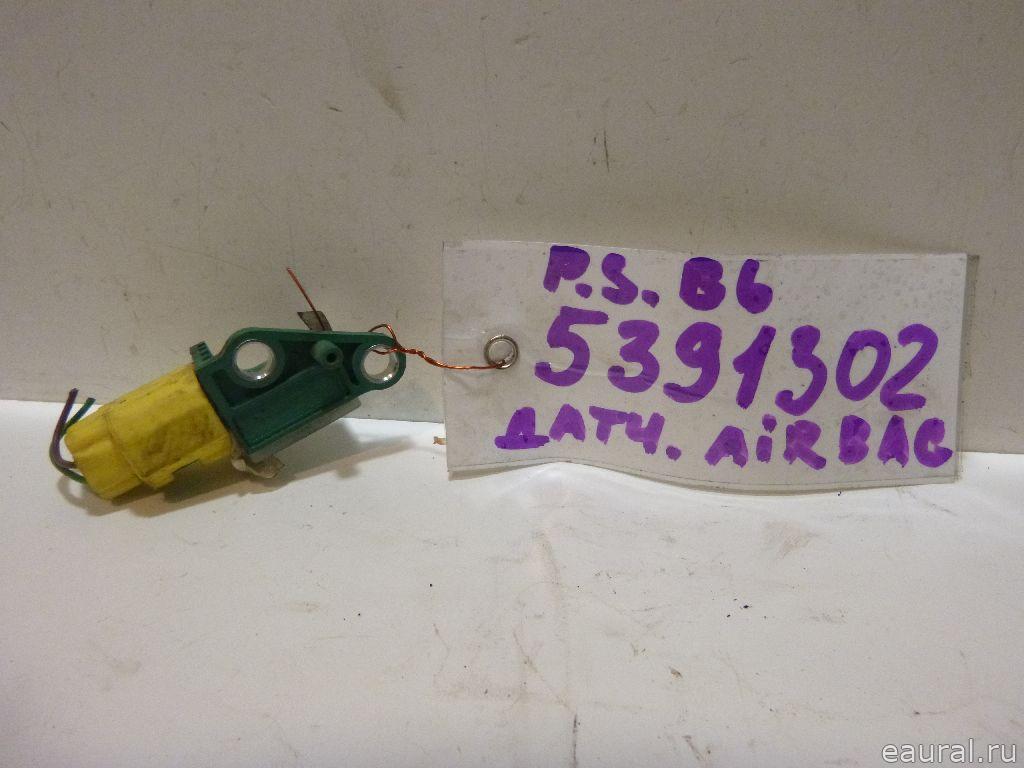 P.S. B6
5391302
ДАТЧ. AiRBAG
eaural.ru